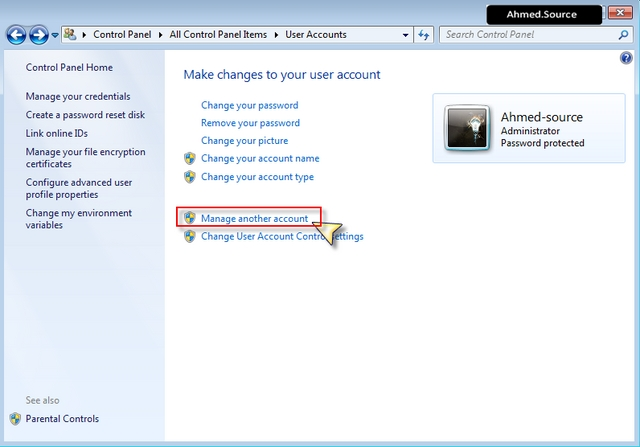 Ahmed.Source
Control Panel
All Control Panel Items
User Accounts
Search Control Panel
Control Panel Home
Manage your credentials
Create a password reset disk
Link online IDs
Manage your file encryption
certificates
Configure advanced user
profile properties
Change my environment
variables
See also
Parental Controls
Make changes to your user account
Change your password
Remove your password
Change your picture
Change your account name
Change your account type
Manage another account
Change User Account Control settings
Ahmed-source
Administrator
Password protected